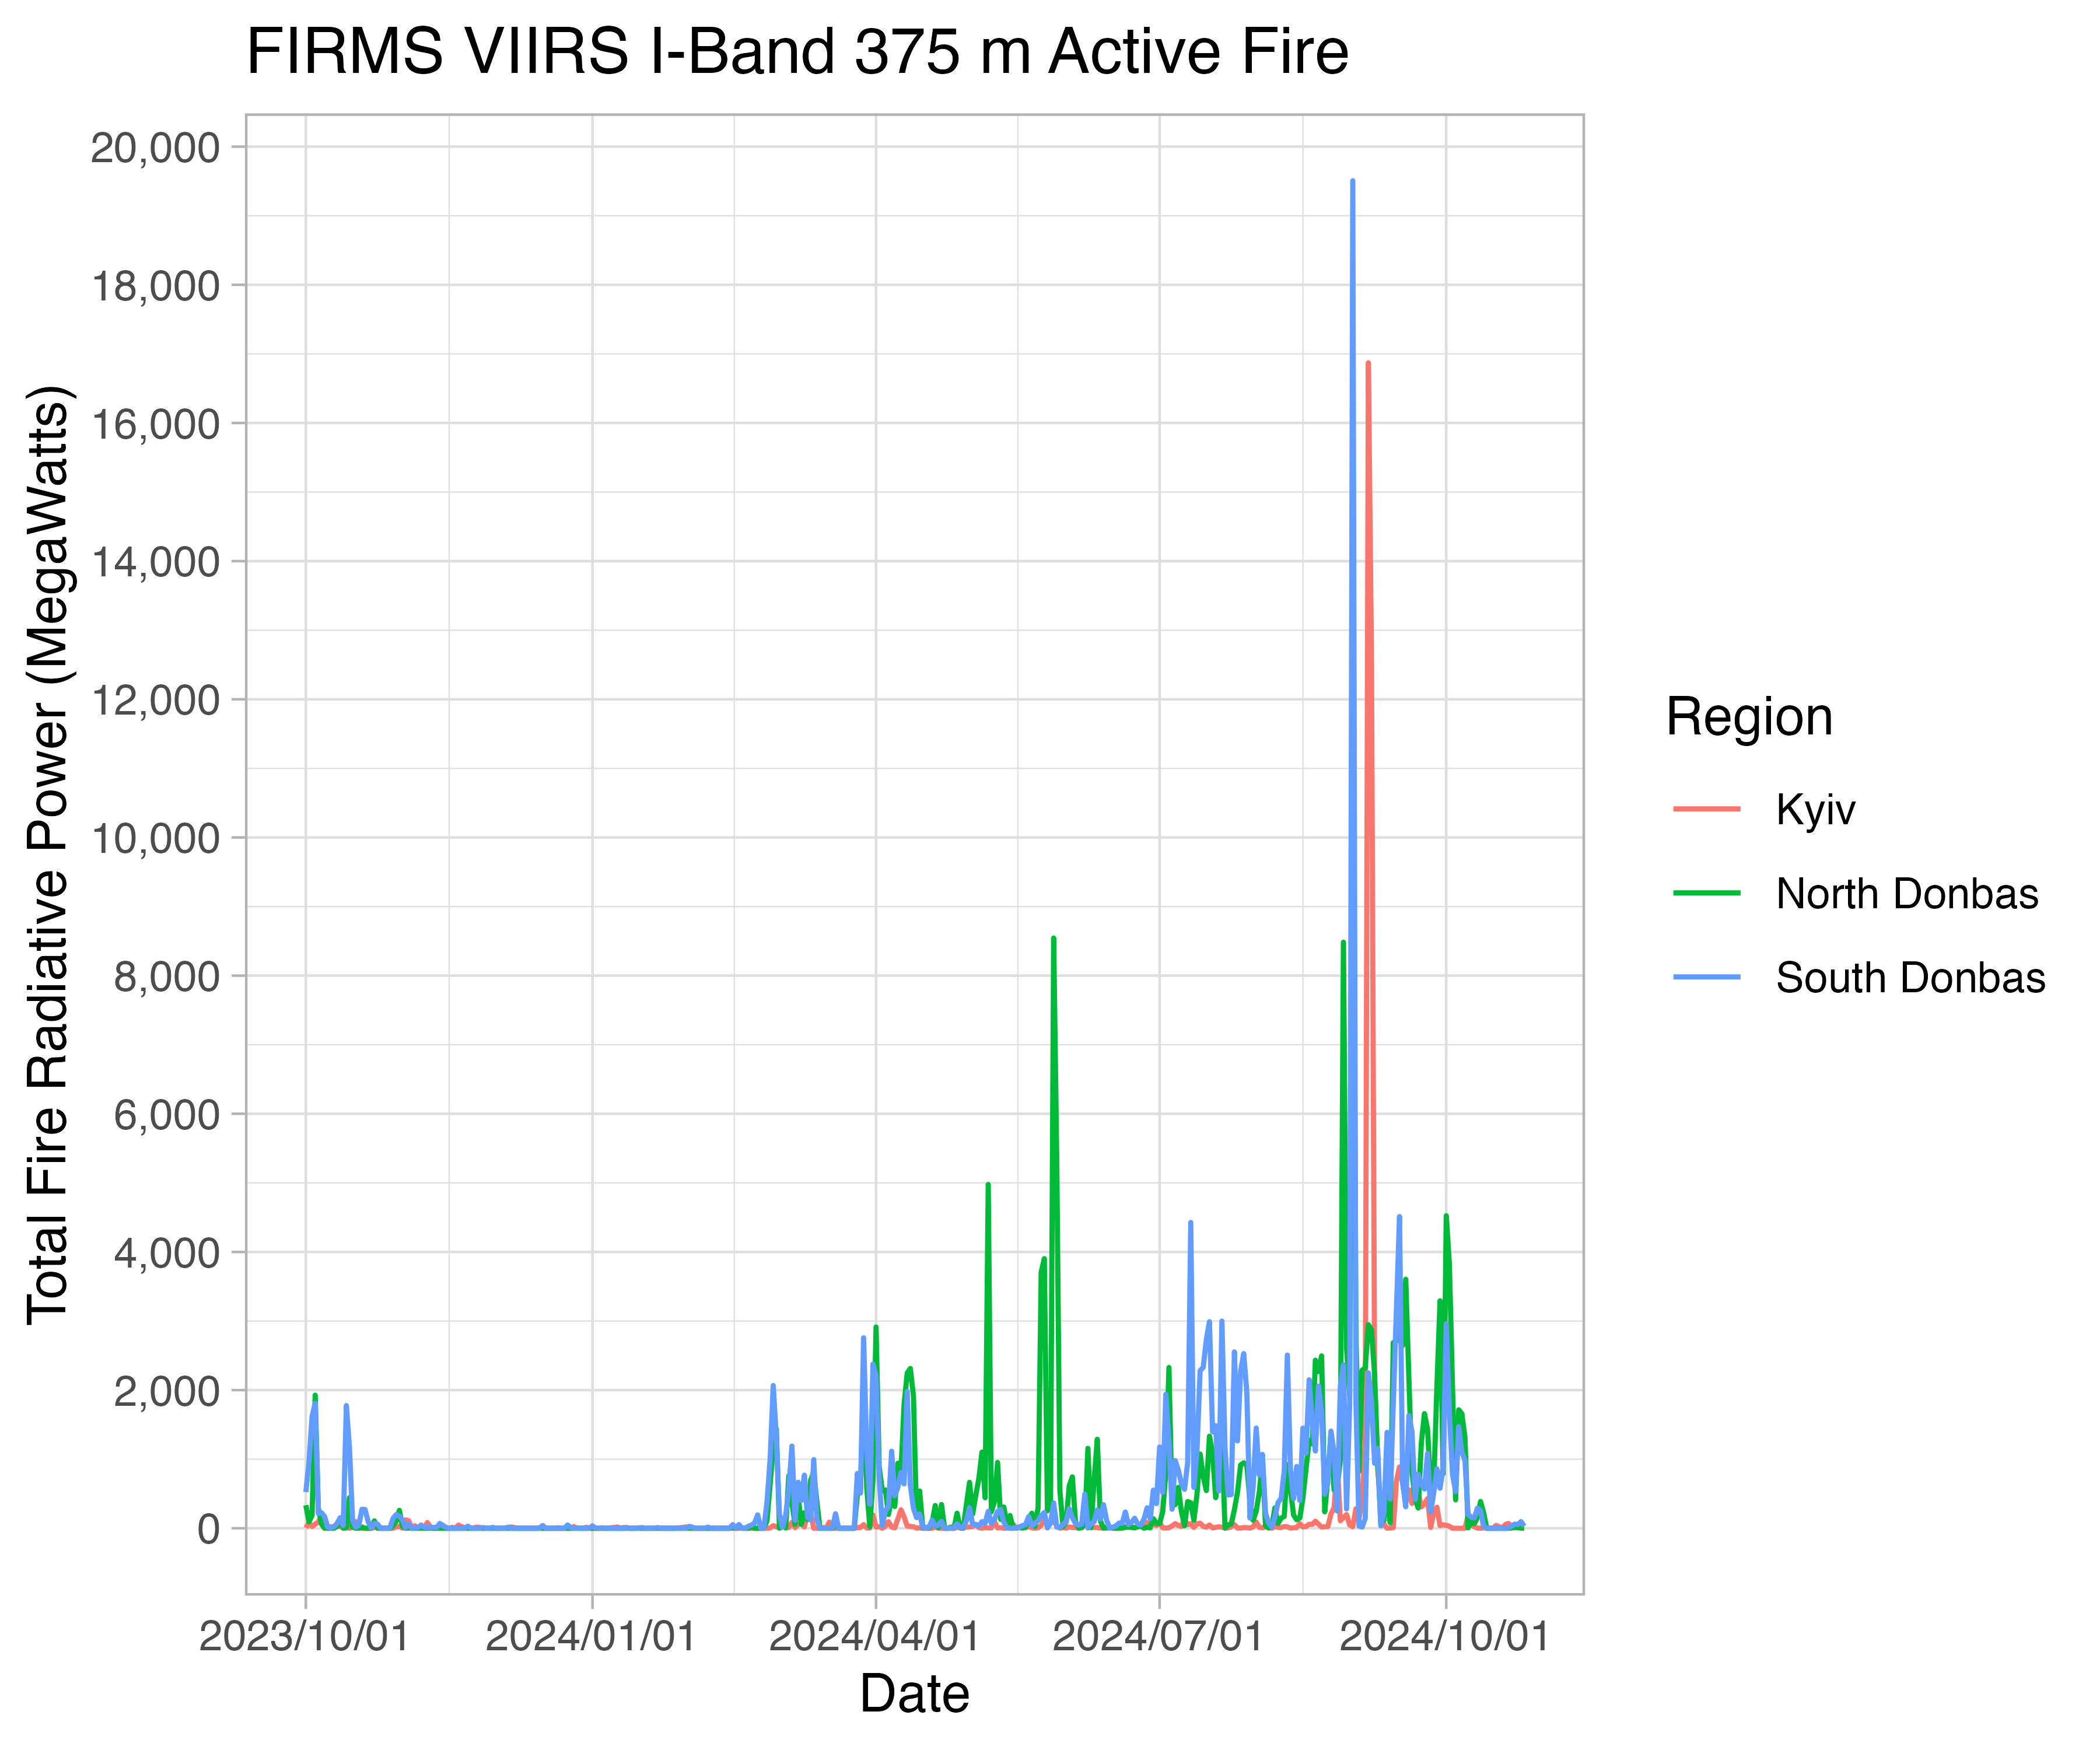 FIRMS VIIRS I-Band 375 m Active Fire
Total Fire Radiative Power (MegaWatts)
20,000
18,000
16,000
14,000
12,000
10,000
8,000
6,000
4,000
2,000
0
2023/10/01
2024/01/01
2024/04/01
2024/07/01
2024/10/01
Date
Region
Kyiv
North Donbas
South Donbas